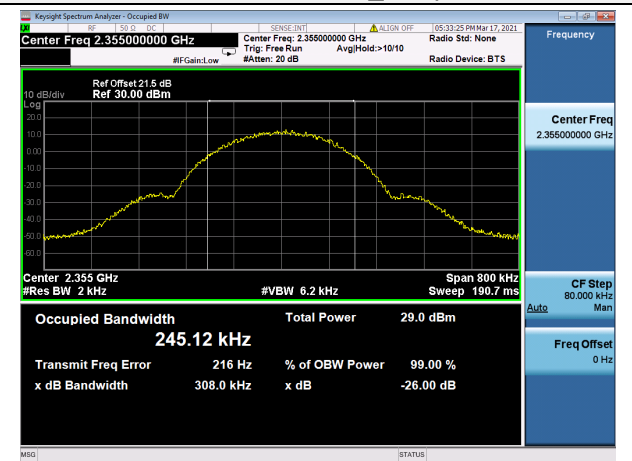 Keysight Spectrum Analyzer - Occupied BW
RF 50 Ω DC SENSE:INT ALIGN OFF 05:33:25 PM Mar 17, 2021
Center Freq 2.355000000 GHz Center Freq: 2.355000000 GHz Radio Std: None
Trig: Free Run Avg|Hold:>10/10
#IFGain:Low #Atten: 20 dB Radio Device: BTS
Ref Offset 21.5 dB
10 dB/div Ref 30.00 dBm
Log
20.0
10.0
0.00
-10.0
-20.0
-30.0
-40.0
-50.0
-60.0
Center 2.355 GHz Span 800 kHz
#Res BW 2 kHz #VBW 6.2 kHz Sweep 190.7 ms
Occupied Bandwidth Total Power 29.0 dBm
245.12 kHz
Transmit Freq Error 216 Hz % of OBW Power 99.00 %
x dB Bandwidth 308.0 kHz x dB -26.00 dB
MSG STATUS
Frequency
Center Freq
2.355000000 GHz
CF Step
80.000 kHz
Auto Man
Freq Offset
0 Hz